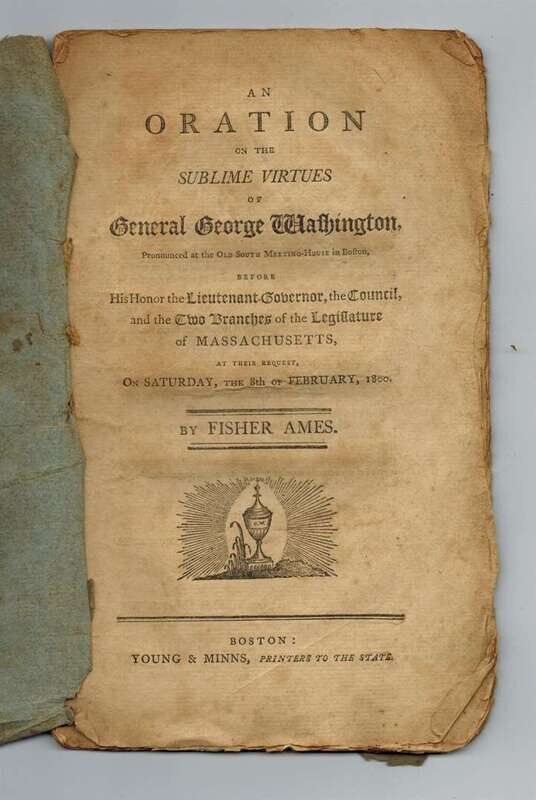 AN
ORATION
ON THE
SUBLIME VIRTUES
OF
General George Waſhington,
Pronounced at the OLD SOUTH MEETING-HOUSE in Boſton,
BEFORE
His Honor the Lieutenant-Governor, the Council,
and the Two Branches of the Legiſlature
of MASSACHUSETTS,
AT THEIR REQUEST,
ON SATURDAY, THE 8th OF FEBRUARY, 1800.
BY FISHER AMES.
G.W.
BOSTON:
YOUNG & MINNS, PRINTERS TO THE STATE.